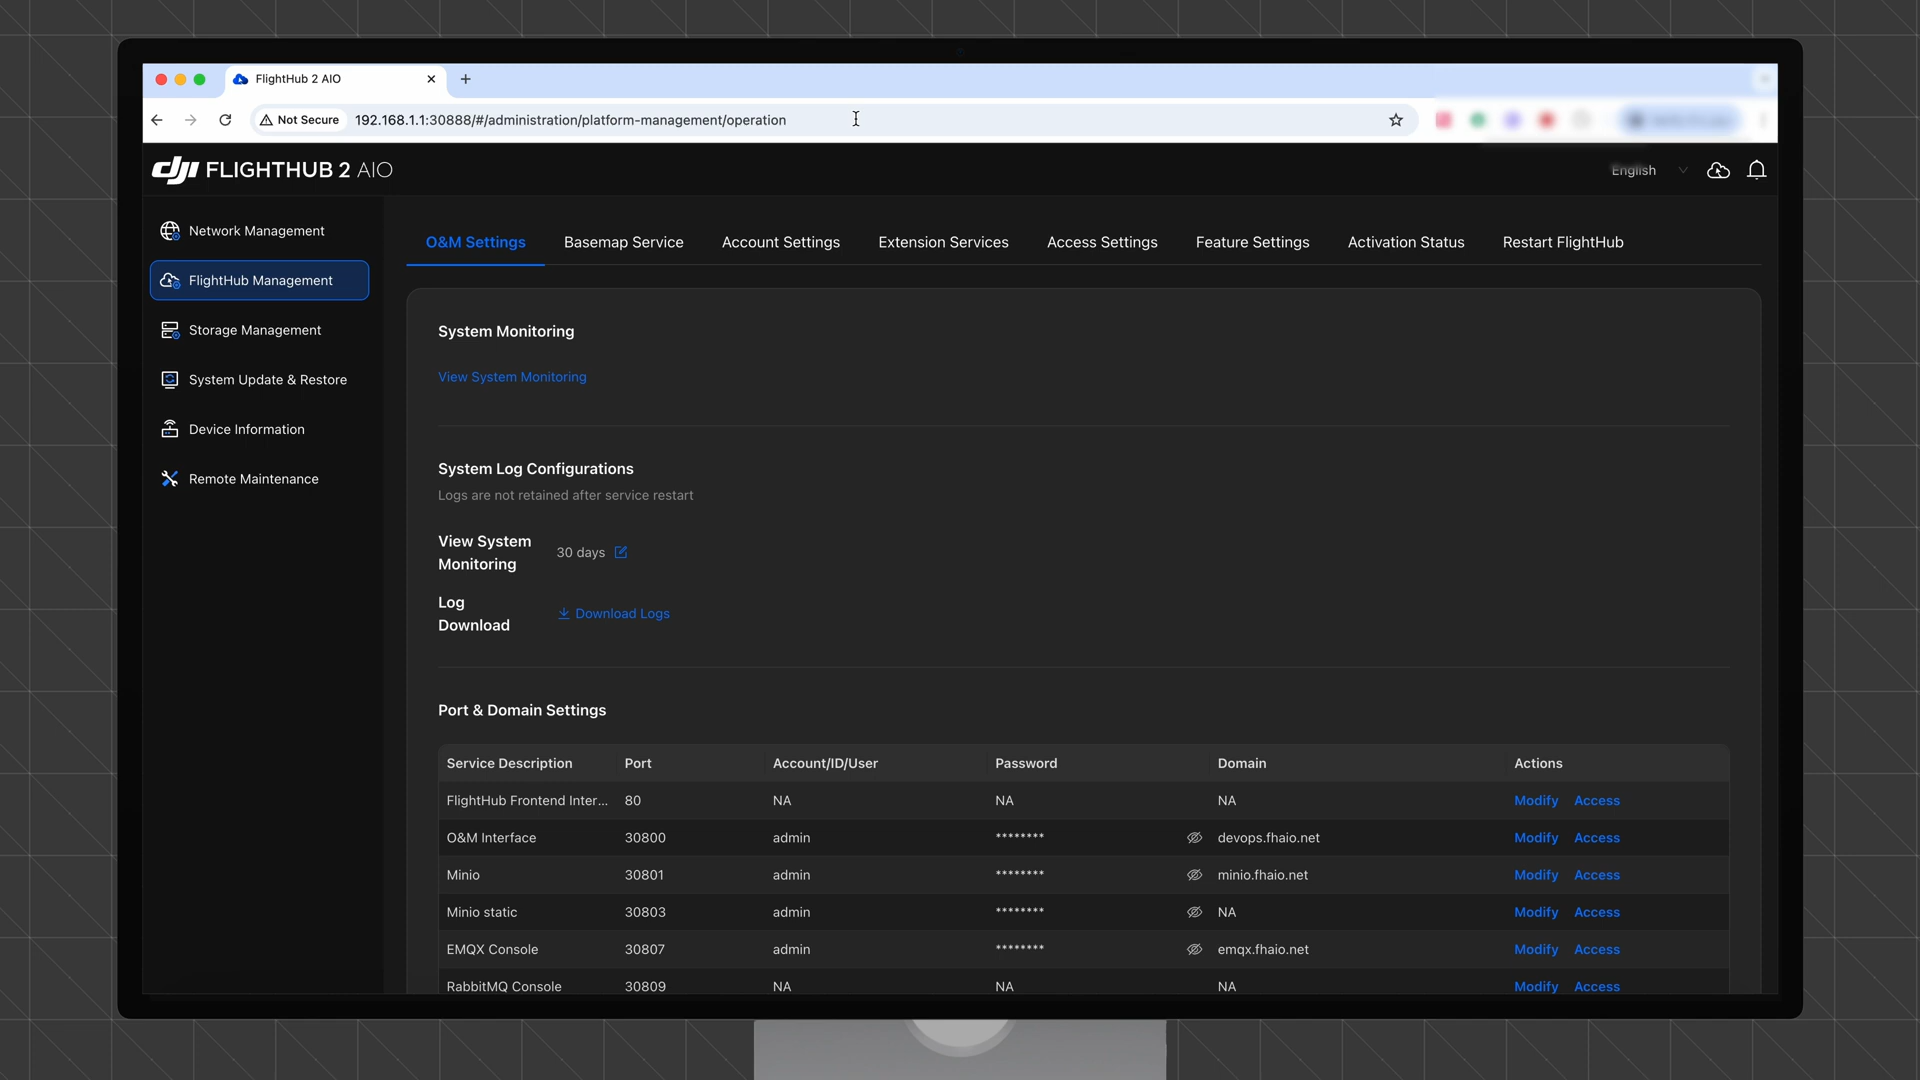 FlightHub 2 AIO
Not Secure 192.168.1.1:30888/#/administration/platform-management/operation
dji FLIGHTHUB 2 AIO
English
Network Management
FlightHub Management
Storage Management
System Update & Restore
Device Information
Remote Maintenance
O&M Settings Basemap Service Account Settings Extension Services Access Settings Feature Settings Activation Status Restart FlightHub
System Monitoring
View System Monitoring
System Log Configurations
Logs are not retained after service restart
View System
Monitoring
30 days
Log
Download
Download Logs
Port & Domain Settings
Service Description Port Account/ID/User Password Domain Actions
FlightHub Frontend Inter... 80 NA NA NA Modify Access
O&M Interface 30800 admin ******** devops.fhaio.net Modify Access
Minio 30801 admin ******** minio.fhaio.net Modify Access
Minio static 30803 admin ******** NA Modify Access
EMQX Console 30807 admin ******** emqx.fhaio.net Modify Access
RabbitMQ Console 30809 NA NA NA Modify Access